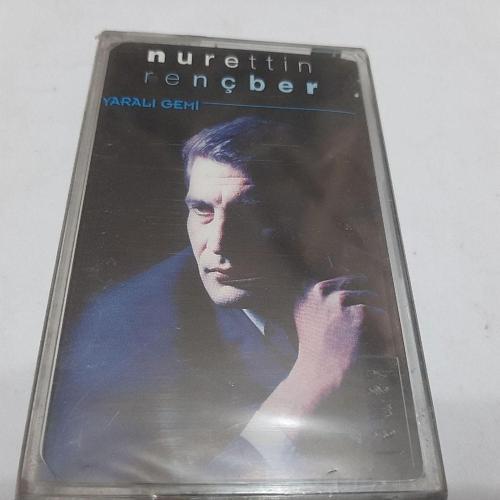 nurettin
rençber
YARALI GEMİ